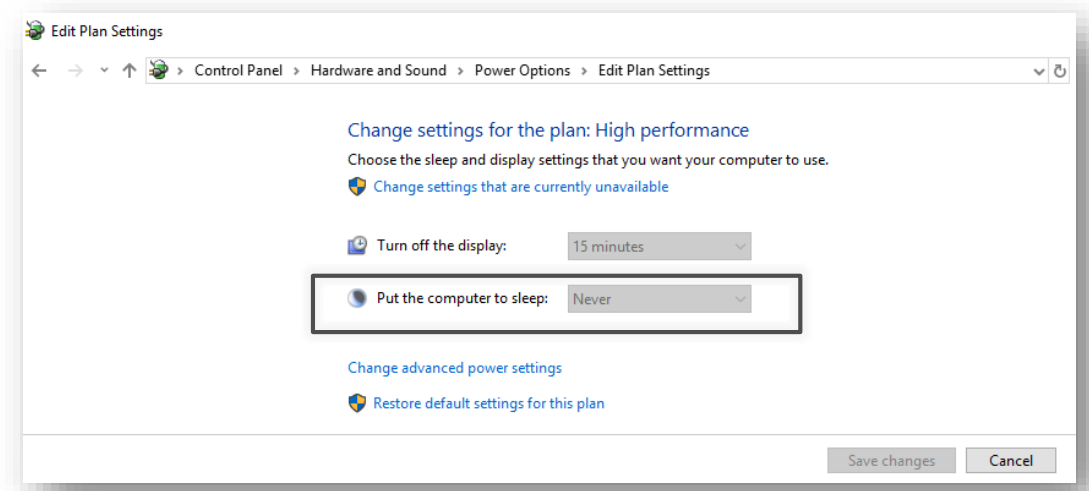 Edit Plan Settings
Control Panel > Hardware and Sound > Power Options > Edit Plan Settings
Change settings for the plan: High performance
Choose the sleep and display settings that you want your computer to use.
Change settings that are currently unavailable
Turn off the display: 15 minutes
Put the computer to sleep: Never
Change advanced power settings
Restore default settings for this plan
Save changes Cancel